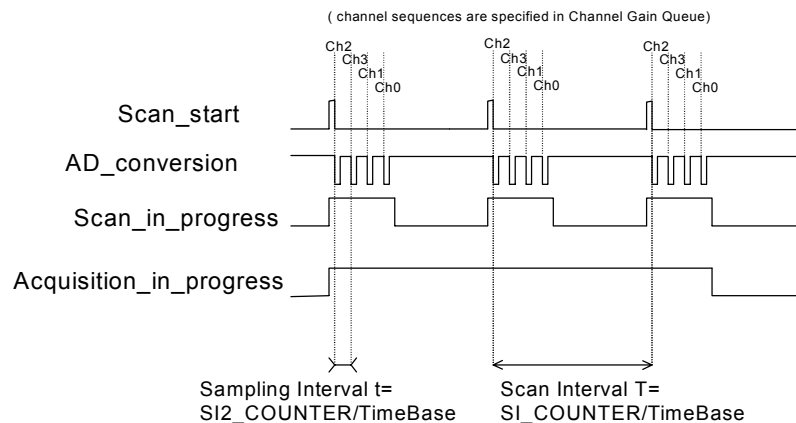 ( channel sequences are specified in Channel Gain Queue)
Ch2
Ch3
Ch1
Ch0
Ch2
Ch3
Ch1
Ch0
Ch2
Ch3
Ch1
Ch0
Scan_start
AD_conversion
Scan_in_progress
Acquisition_in_progress
Sampling Interval t=
SI2_COUNTER/TimeBase
Scan Interval T=
SI_COUNTER/TimeBase